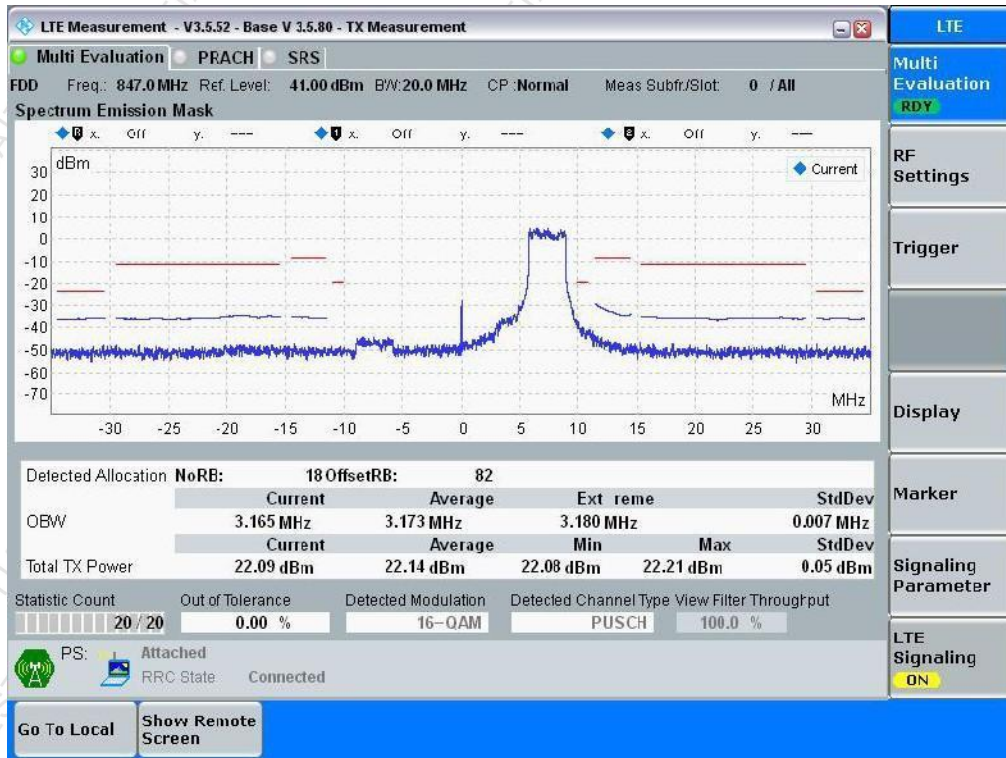 LTE Measurement - V3.5.52 - Base V 3.5.80 - TX Measurement
LTE
Multi Evaluation PRACH SRS
Multi
Evaluation
RDY
FDD Freq.: 847.0 MHz Ref. Level: 41.00 dBm BW: 20.0 MHz CP : Normal Meas Subfr./Slot: 0 / All
Spectrum Emission Mask
x. Off y. --- x. Off y. --- x. Off y. ---
dBm
Current
30
20
10
0
-10
-20
-30
-40
-50
-60
-70
MHz
-30 -25 -20 -15 -10 -5 0 5 10 15 20 25 30
RF
Settings
Trigger
Display
Marker
Signaling
Parameter
LTE
Signaling
ON
Detected Allocation NoRB: 18 OffsetRB: 82
Current Average Ext reme StdDev
OBW 3.165 MHz 3.173 MHz 3.180 MHz 0.007 MHz
Current Average Min Max StdDev
Total TX Power 22.09 dBm 22.14 dBm 22.08 dBm 22.21 dBm 0.05 dBm
Statistic Count Out of Tolerance Detected Modulation Detected Channel Type View Filter Throughput
20 / 20 0.00 % 16-QAM PUSCH 100.0 %
PS: Attached
RRC State Connected
Go To Local
Show Remote
Screen